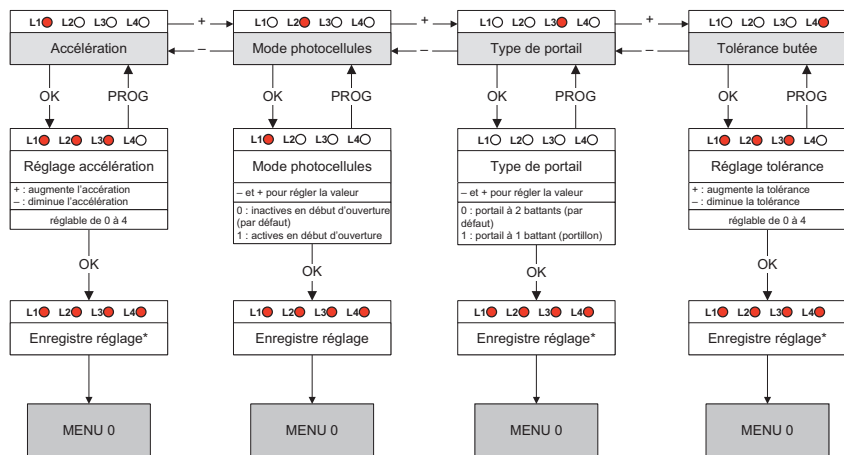 L1 L2 L3 L4
Accélération
+
–
L1 L2 L3 L4
Mode photocellules
+
–
L1 L2 L3 L4
Type de portail
+
–
L1 L2 L3 L4
Tolérance butée
OK PROG
OK PROG
OK PROG
OK PROG
L1 L2 L3 L4
Réglage accélération
+ : augmente l'accération
– : diminue l'accélération
réglable de 0 à 4
L1 L2 L3 L4
Mode photocellules
– et + pour régler la valeur
0 : inactives en début d'ouverture
(par défaut)
1 : actives en début d'ouverture
L1 L2 L3 L4
Type de portail
– et + pour régler la valeur
0 : portail à 2 battants (par
défaut)
1 : portail à 1 battant (portillon)
L1 L2 L3 L4
Réglage tolérance
+ : augmente la tolérance
– : diminue la tolérance
réglable de 0 à 4
OK
OK
OK
OK
L1 L2 L3 L4
Enregistre réglage*
L1 L2 L3 L4
Enregistre réglage
L1 L2 L3 L4
Enregistre réglage*
L1 L2 L3 L4
Enregistre réglage*
MENU 0
MENU 0
MENU 0
MENU 0